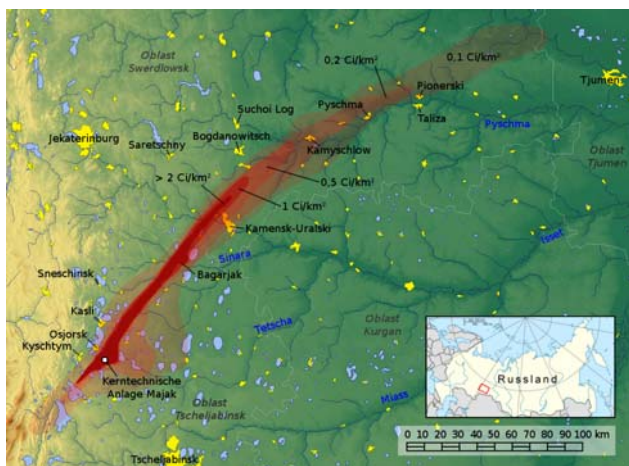 Oblast
Swerdlowsk
0,2 Ci/km²
0,1 Ci/km²
Pionerski
Tjumen
Suchoi Log
Pyschma
Taliza
Pyschma
Jekaterinburg
Bogdanowitsch
Saretschny
Kamyschlow
Oblast
Tjumen
> 2 Ci/km²
0,5 Ci/km²
1 Ci/km²
Kamensk-Uralski
Isset
Sinara
Sneschinsk
Bagarjak
Kasli
Tetscha
Oblast
Kurgan
Osjorsk
Kyschtym
Kerntechnische
Anlage Majak
Oblast
Tscheljabinsk
Miass
Russland
Tscheljabinsk
0 10 20 30 40 50 60 70 80 90 100 km